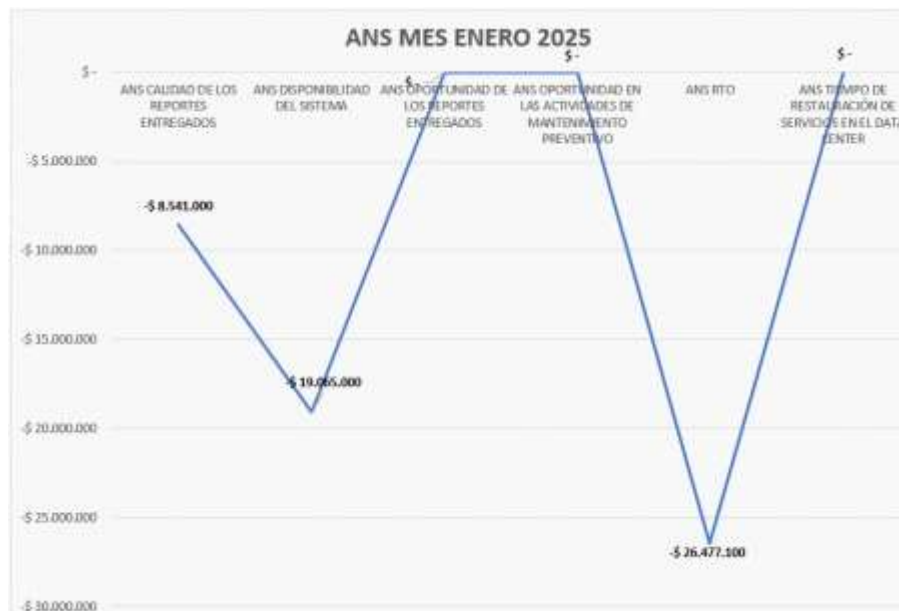 ANS MES ENERO 2025
$ -
ANS CALIDAD DE LOS
REPORTES
ENTREGADOS
ANS DISPONIBILIDAD
DEL SISTEMA
$ -
ANS OPORTUNIDAD DE
LOS REPORTES
ENTREGADOS
$ -
ANS OPORTUNIDAD EN
LAS ACTIVIDADES DE
MANTENIMIENTO
PREVENTIVO
ANS RTO
$ -
ANS TIEMPO DE
RESTAURACIÓN DE
SERVICIOS EN EL DATA
CENTER
-$ 5.000.000
-$ 8.541.000
-$ 10.000.000
-$ 15.000.000
-$ 19.065.000
-$ 20.000.000
-$ 25.000.000
-$ 26.477.100
-$ 30.000.000